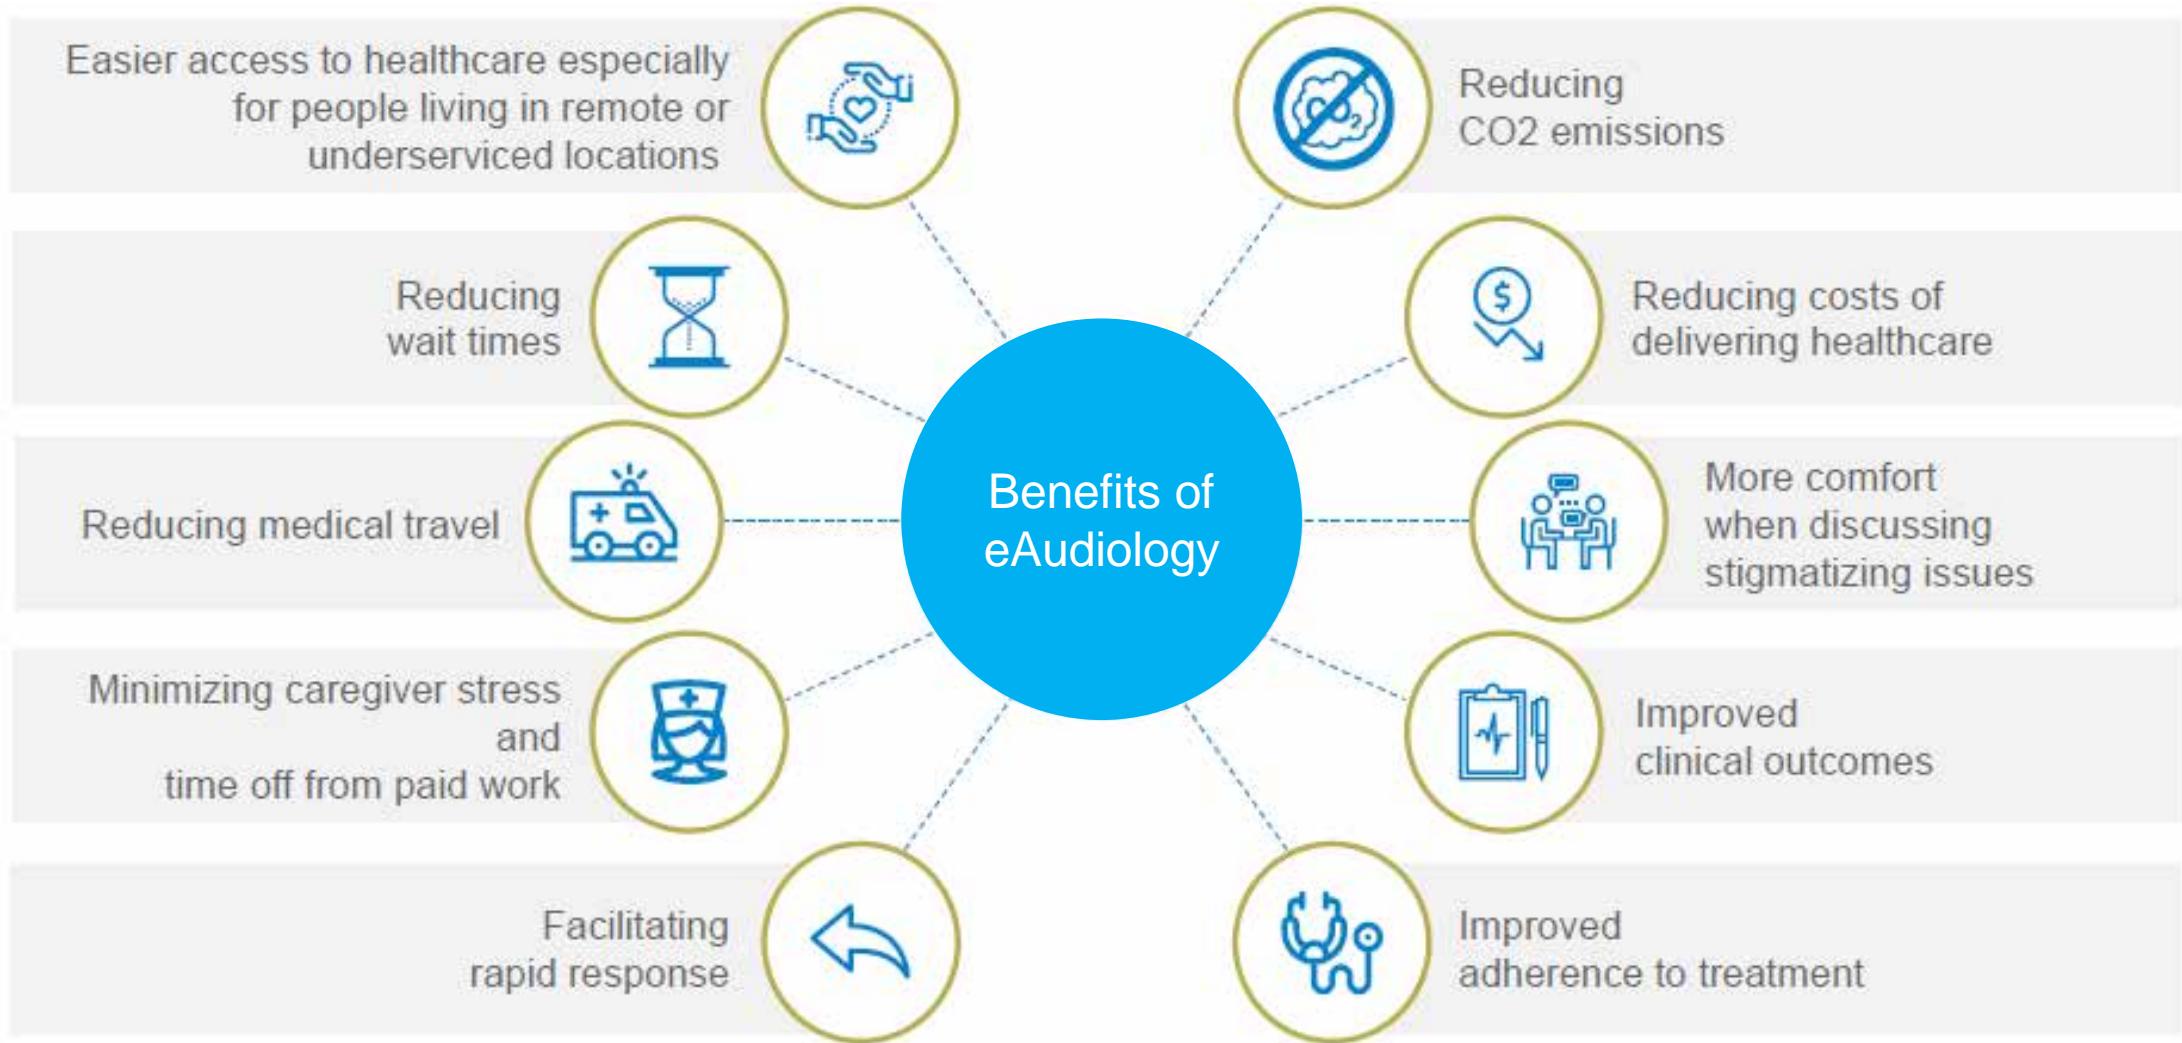 Easier access to healthcare especially
for people living in remote or
underserviced locations
Reducing
wait times
Reducing medical travel
Minimizing caregiver stress
and
time off from paid work
Facilitating
rapid response
Benefits of
eAudiology
CO2
Reducing
CO2 emissions
$
Reducing costs of
delivering healthcare
More comfort
when discussing
stigmatizing issues
Improved
clinical outcomes
Improved
adherence to treatment